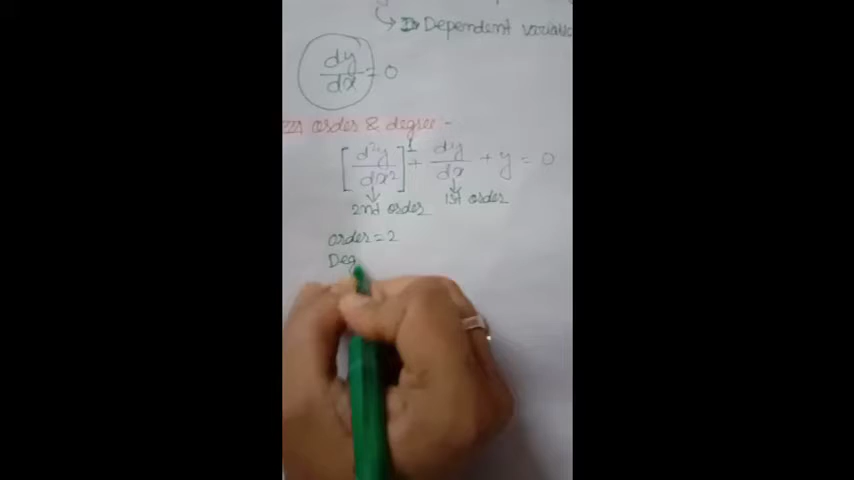 Dependent variable
dy/dx = 0
order & degree -
[d²y/dx²]¹ + dy/dx + y = 0
2nd order 1st order
order = 2
Deg